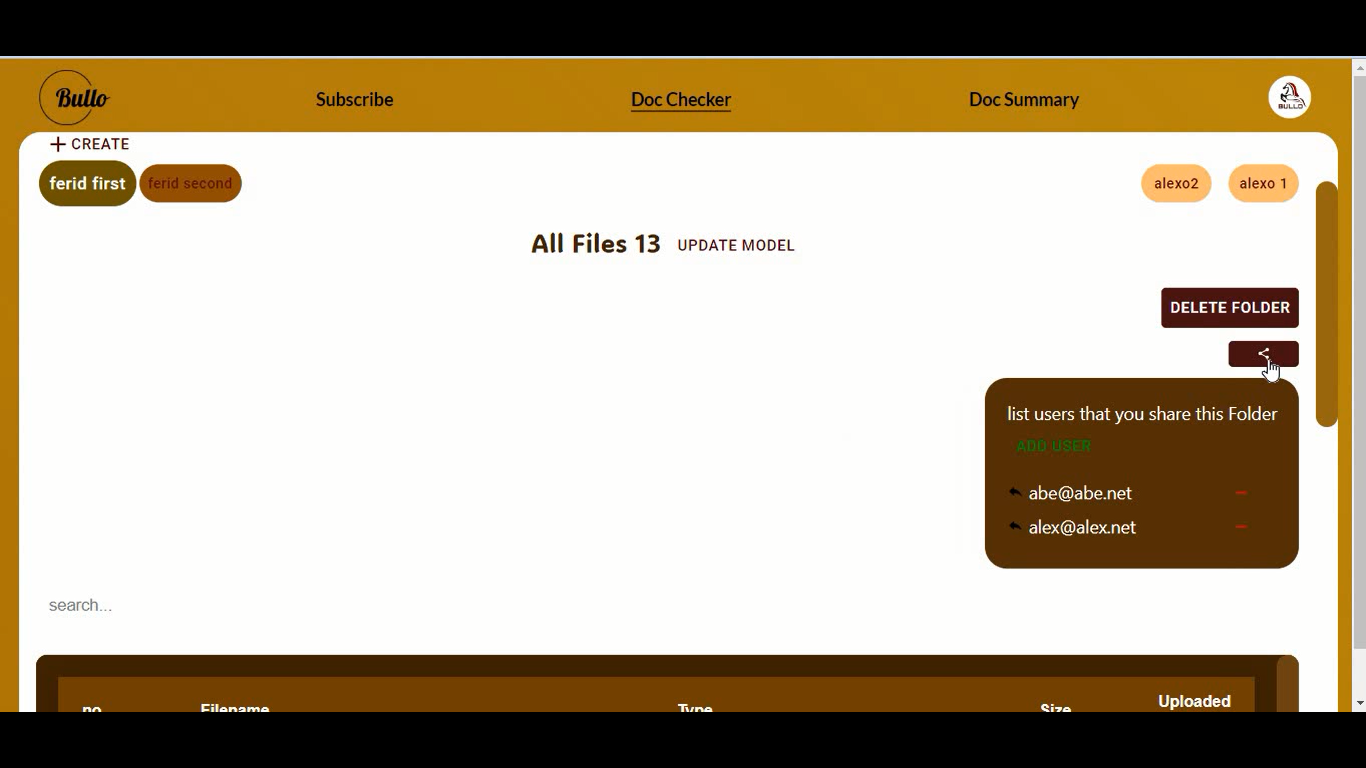 Bullo
Subscribe
Doc Checker
Doc Summary
BULLO
+ CREATE
ferid first
ferid second
alexo2
alexo 1
All Files 13
UPDATE MODEL
DELETE FOLDER
list users that you share this Folder
ADD USER
abe@abe.net
alex@alex.net
search...
no
Filename
Type
Size
Uploaded